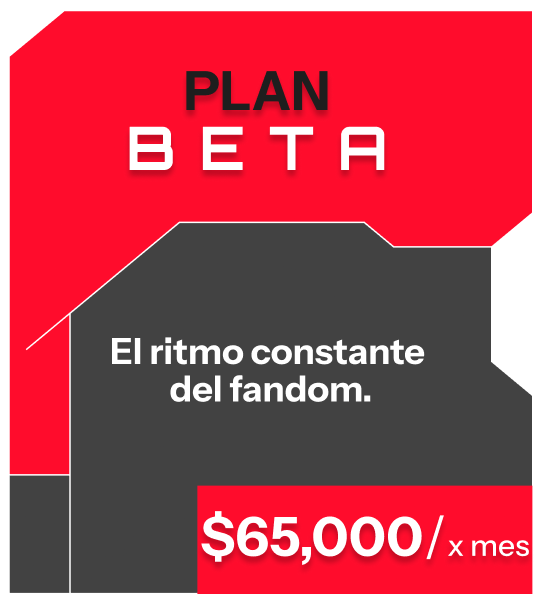 PLAN
BETA
El ritmo constante
del fandom.
$65,000/ x mes